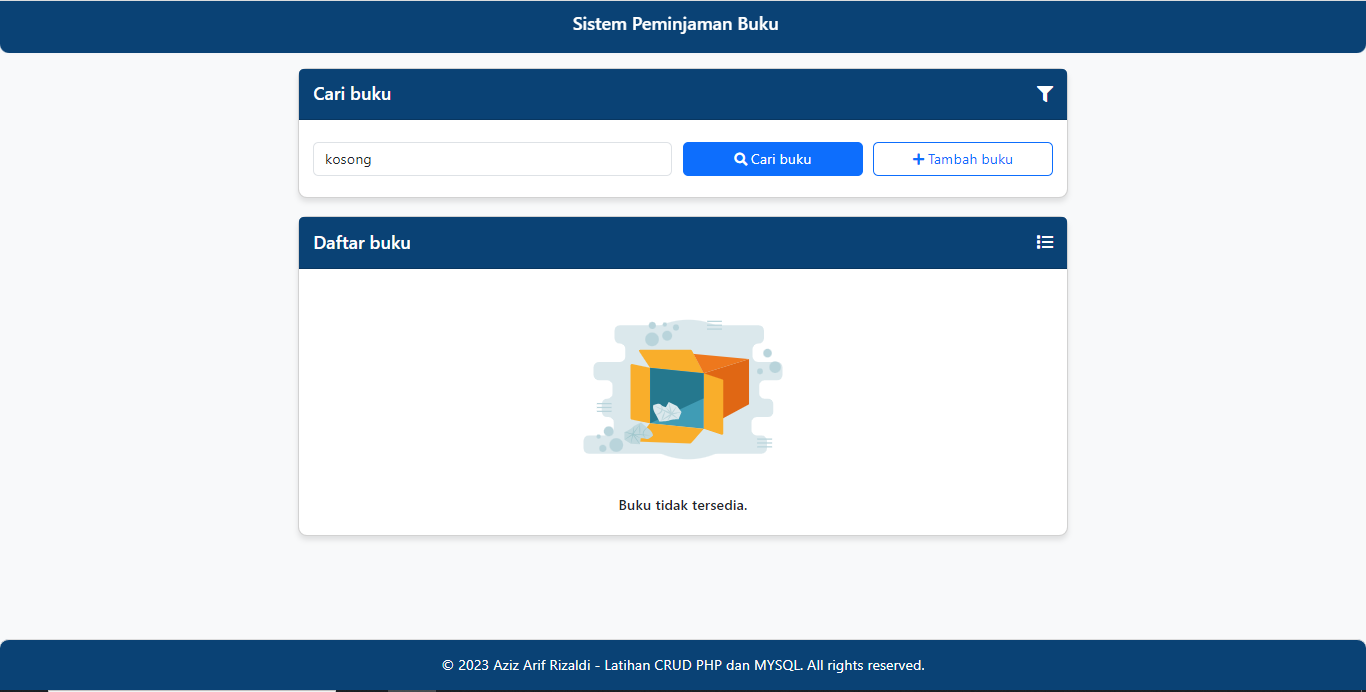 Sistem Peminjaman Buku
Cari buku
kosong
Cari buku
Tambah buku
Daftar buku
Buku tidak tersedia.
© 2023 Aziz Arif Rizaldi - Latihan CRUD PHP dan MYSQL. All rights reserved.